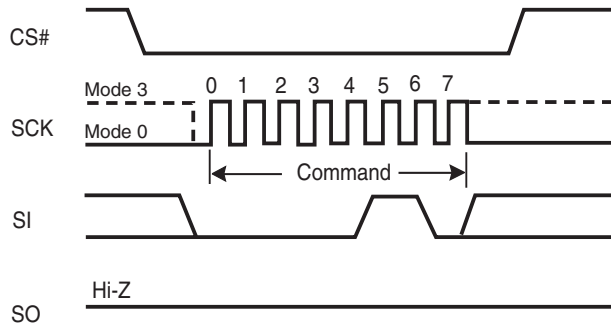 CS#
Mode 3 0 1 2 3 4 5 6 7
SCK
Mode 0
Command
SI
Hi-Z
SO